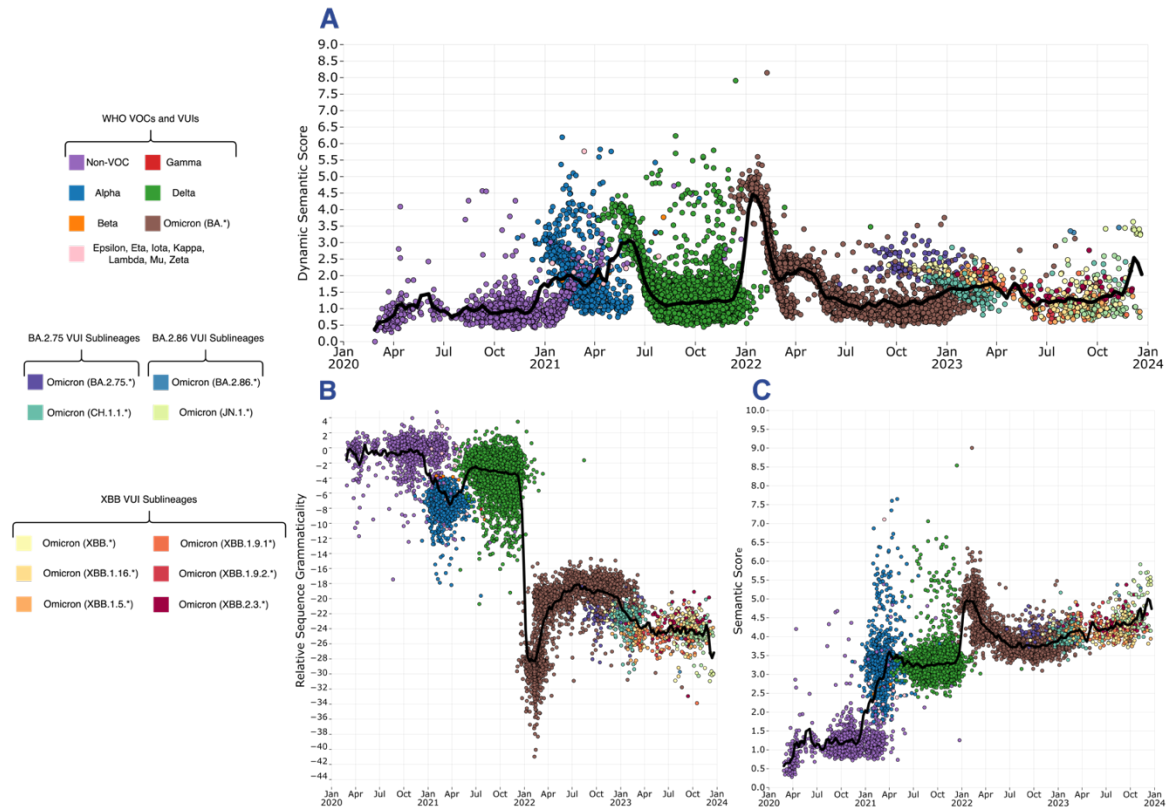 WHO VOCs and VUIs
Non-VOC
Gamma
Alpha
Delta
Beta
Omicron (BA.*)
Epsilon, Eta, Iota, Kappa,
Lambda, Mu, Zeta
BA.2.75 VUI Sublineages
BA.2.86 VUI Sublineages
Omicron (BA.2.75.*)
Omicron (BA.2.86.*)
Omicron (CH.1.1.*)
Omicron (JN.1.*)
XBB VUI Sublineages
Omicron (XBB.*)
Omicron (XBB.1.9.1*)
Omicron (XBB.1.16.*)
Omicron (XBB.1.9.2.*)
Omicron (XBB.1.5.*)
Omicron (XBB.2.3.*)
A
Dynamic Semantic Score
9.0
8.5
8.0
7.5
7.0
6.5
6.0
5.5
5.0
4.5
4.0
3.5
3.0
2.5
2.0
1.5
1.0
0.5
Jan Apr Jul Oct Jan Apr Jul Oct Jan Apr Jul Oct Jan Apr Jul Oct Jan
2020 2021 2022 2023 2024
B
Relative Sequence Grammaticality
4
2
0
−2
−4
−6
−8
−10
−12
−14
−16
−18
−20
−22
−24
−26
−28
−30
−32
−34
−36
−38
−40
−42
−44
Jan Apr Jul Oct Jan Apr Jul Oct Jan Apr Jul Oct Jan Apr Jul Oct Jan
2020 2021 2022 2023 2024
C
Semantic Score
10.0
9.5
9.0
8.5
8.0
7.5
7.0
6.5
6.0
5.5
5.0
4.5
4.0
3.5
3.0
2.5
2.0
1.5
1.0
0.5
0.0
Jan Apr Jul Oct Jan Apr Jul Oct Jan Apr Jul Oct Jan Apr Jul Oct Jan
2020 2021 2022 2023 2024